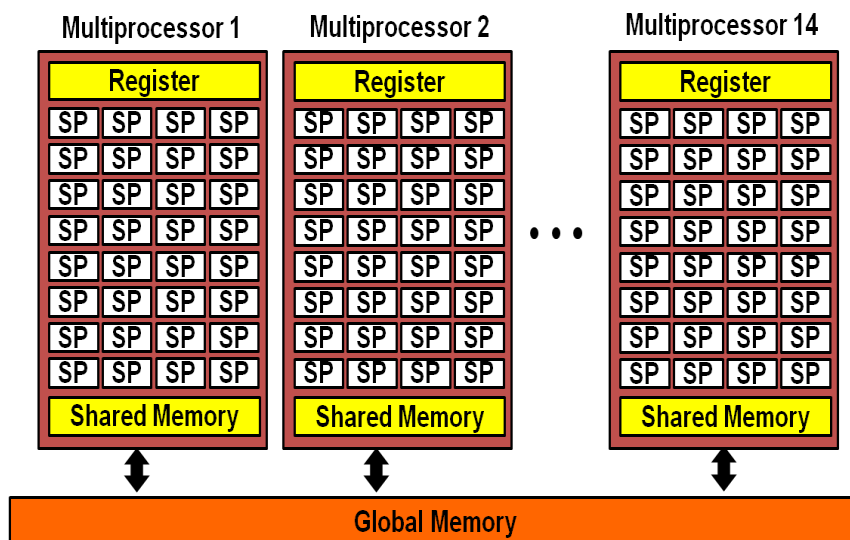 Multiprocessor 1 Multiprocessor 2 Multiprocessor 14
Register Register Register
SP SP SP SP SP SP SP SP SP SP SP SP
SP SP SP SP SP SP SP SP SP SP SP SP
SP SP SP SP SP SP SP SP SP SP SP SP
SP SP SP SP SP SP SP SP • • • SP SP SP SP
SP SP SP SP SP SP SP SP SP SP SP SP
SP SP SP SP SP SP SP SP SP SP SP SP
SP SP SP SP SP SP SP SP SP SP SP SP
SP SP SP SP SP SP SP SP SP SP SP SP
Shared Memory Shared Memory Shared Memory
Global Memory